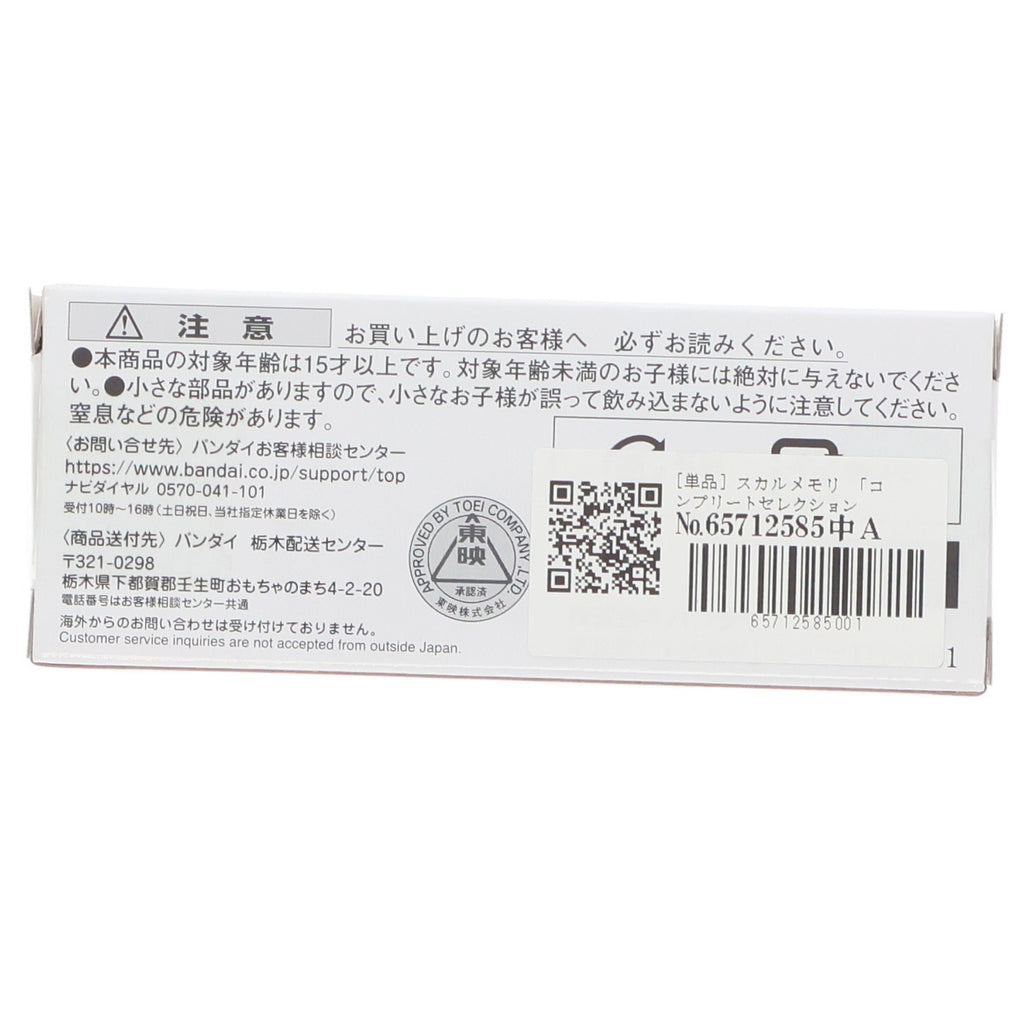 注意 お買い上げのお客様へ 必ずお読みください。
●本商品の対象年齢は15才以上です。対象年齢未満のお子様には絶対に与えないでくださ
い。●小さな部品がありますので、小さなお子様が誤って飲み込まないように注意してください。
窒息などの危険があります。
〈お問い合せ先〉バンダイお客様相談センター
https://www.bandai.co.jp/support/top
ナビダイヤル 0570-041-101
受付10時～16時(土日祝日、当社指定休業日を除く)
〈商品送付先〉バンダイ 栃木配送センター
〒321-0298
栃木県下都賀郡壬生町おもちゃのまち4-2-20
電話番号はお客様相談センター共通
海外からのお問い合わせは受け付けておりません。
Customer service inquiries are not accepted from outside Japan.
APPROVED BY TOEI COMPANY, LTD.
東映
承認済
東映株式会社
[単品] スカルメモリ 「コ
ンプリートセレクション
No.65712585中 A
65712585001
1